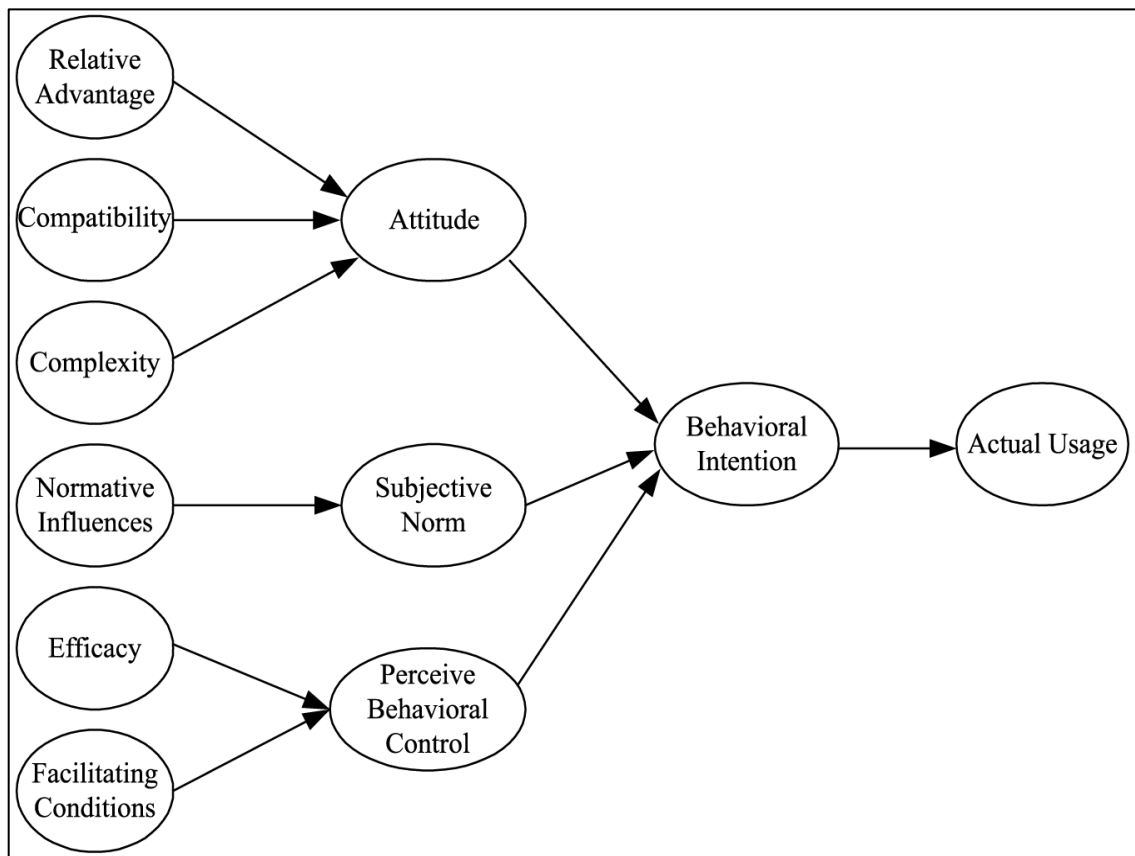 Relative
Advantage
Compatibility
Attitude
Complexity
Behavioral
Intention
Actual Usage
Normative
Influences
Subjective
Norm
Efficacy
Perceive
Behavioral
Control
Facilitating
Conditions